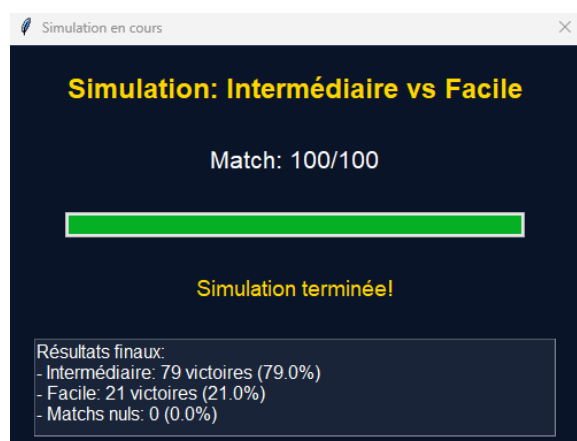 Simulation en cours
Simulation: Intermédiaire vs Facile
Match: 100/100
Simulation terminée!
Résultats finaux:
- Intermédiaire: 79 victoires (79.0%)
- Facile: 21 victoires (21.0%)
- Matchs nuls: 0 (0.0%)